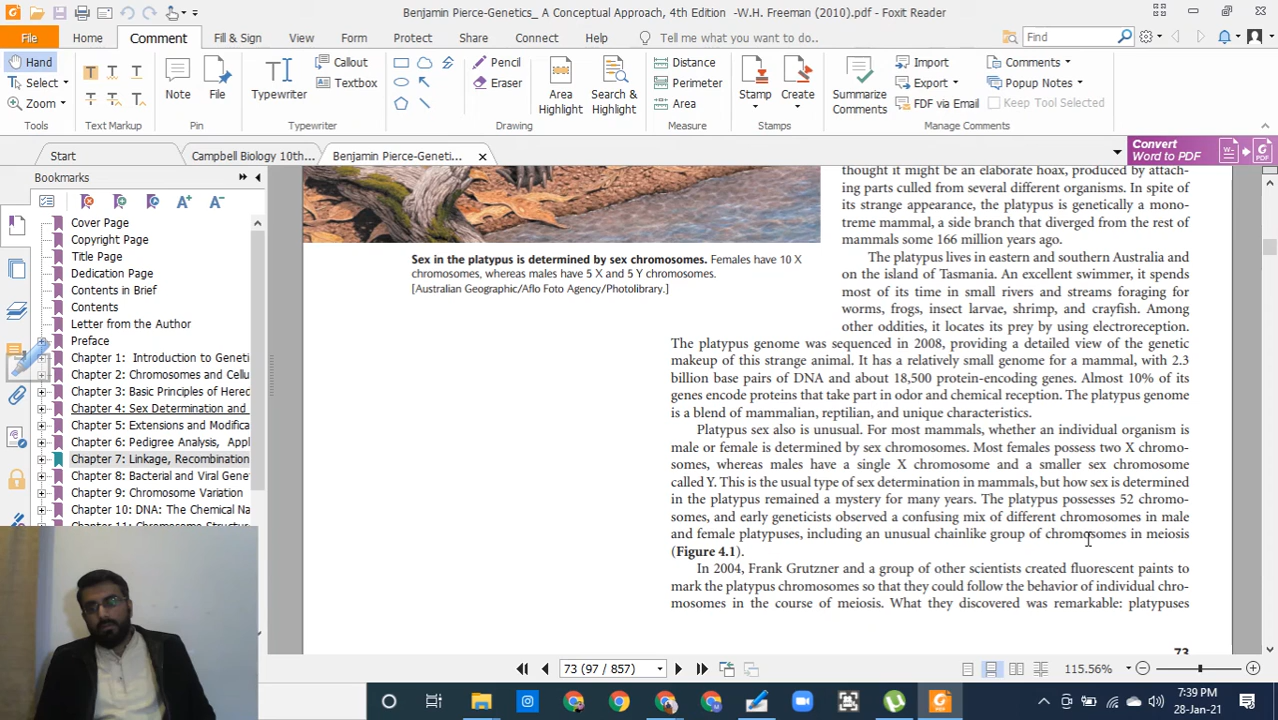 Benjamin Pierce-Genetics_ A Conceptual Approach, 4th Edition -W.H. Freeman (2010).pdf - Foxit Reader
File Home Comment Fill & Sign View Form Protect Share Connect Help Tell me what you want to do.. Find
Hand
Select
Zoom
Tools
Text Markup
Note
File
Pin
Typewriter
Callout
Textbox
Typewriter
Pencil
Eraser
Area Highlight
Search & Highlight
Drawing
Distance
Perimeter
Area
Measure
Stamp
Create
Stamps
Summarize Comments
Import
Export
FDF via Email
Comments
Popup Notes
Keep Tool Selected
Manage Comments
Start Campbell Biology 10th... Benjamin Pierce-Geneti...
Convert
Word to PDF
Bookmarks
Cover Page
Copyright Page
Title Page
Dedication Page
Contents in Brief
Contents
Letter from the Author
Preface
Chapter 1: Introduction to Geneti
Chapter 2: Chromosomes and Cellu
Chapter 3: Basic Principles of Hered
Chapter 4: Sex Determination and
Chapter 5: Extensions and Modifica
Chapter 6: Pedigree Analysis, Appl
Chapter 7: Linkage, Recombination
Chapter 8: Bacterial and Viral Gene
Chapter 9: Chromosome Variation
Chapter 10: DNA: The Chemical Na
Sex in the platypus is determined by sex chromosomes. Females have 10 X
chromosomes, whereas males have 5 X and 5 Y chromosomes.
[Australian Geographic/Aflo Foto Agency/Photolibrary.]
thought it might be an elaborate hoax, produced by attach-
ing parts culled from several different organisms. In spite of
its strange appearance, the platypus is genetically a mono-
treme mammal, a side branch that diverged from the rest of
mammals some 166 million years ago.
The platypus lives in eastern and southern Australia and
on the island of Tasmania. An excellent swimmer, it spends
most of its time in small rivers and streams foraging for
worms, frogs, insect larvae, shrimp, and crayfish. Among
other oddities, it locates its prey by using electroreception.
The platypus genome was sequenced in 2008, providing a detailed view of the genetic
makeup of this strange animal. It has a relatively small genome for a mammal, with 2.3
billion base pairs of DNA and about 18,500 protein-encoding genes. Almost 10% of its
genes encode proteins that take part in odor and chemical reception. The platypus genome
is a blend of mammalian, reptilian, and unique characteristics.
Platypus sex also is unusual. For most mammals, whether an individual organism is
male or female is determined by sex chromosomes. Most females possess two X chromo-
somes, whereas males have a single X chromosome and a smaller sex chromosome
called Y. This is the usual type of sex determination in mammals, but how sex is determined
in the platypus remained a mystery for many years. The platypus possesses 52 chromo-
somes, and early geneticists observed a confusing mix of different chromosomes in male
and female platypuses, including an unusual chainlike group of chromosomes in meiosis
(Figure 4.1).
In 2004, Frank Grutzner and a group of other scientists created fluorescent paints to
mark the platypus chromosomes so that they could follow the behavior of individual chro-
mosomes in the course of meiosis. What they discovered was remarkable: platypuses
73
73 (97 / 857)
115.56%
7:39 PM
28-Jan-21